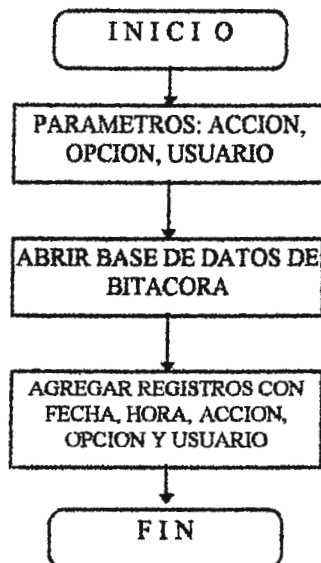 INICIO
PARAMETROS: ACCION,
OPCION, USUARIO
ABRIR BASE DE DATOS DE
BITACORA
AGREGAR REGISTROS CON
FECHA, HORA, ACCION,
OPCION Y USUARIO
FIN